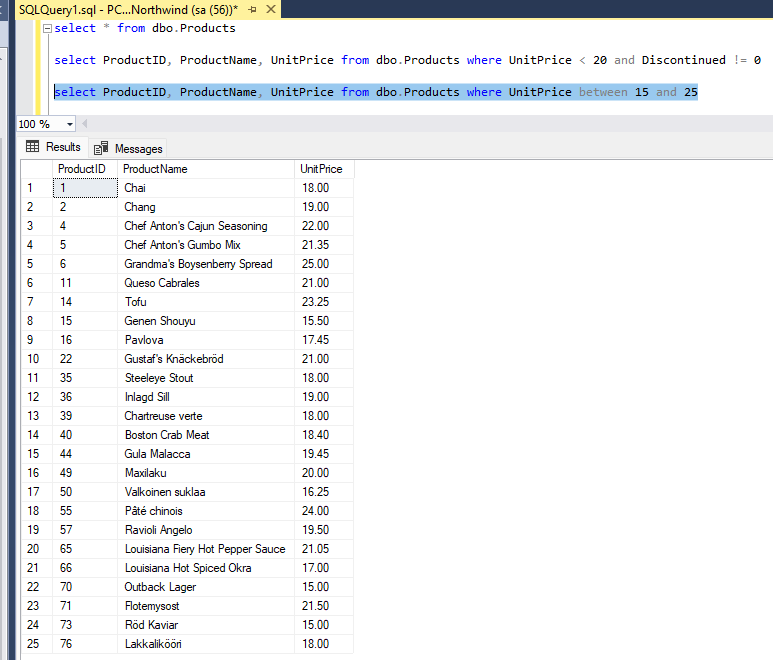 SQLQuery1.sql - PC...Northwind (sa (56))*
select * from dbo.Products
select ProductID, ProductName, UnitPrice from dbo.Products where UnitPrice < 20 and Discontinued != 0
select ProductID, ProductName, UnitPrice from dbo.Products where UnitPrice between 15 and 25
100 %
Results Messages
ProductID ProductName UnitPrice
1 1 Chai 18.00
2 2 Chang 19.00
3 4 Chef Anton's Cajun Seasoning 22.00
4 5 Chef Anton's Gumbo Mix 21.35
5 6 Grandma's Boysenberry Spread 25.00
6 11 Queso Cabrales 21.00
7 14 Tofu 23.25
8 15 Genen Shouyu 15.50
9 16 Pavlova 17.45
10 22 Gustaf's Knäckebröd 21.00
11 35 Steeleye Stout 18.00
12 36 Inlagd Sill 19.00
13 39 Chartreuse verte 18.00
14 40 Boston Crab Meat 18.40
15 44 Gula Malacca 19.45
16 49 Maxilaku 20.00
17 50 Valkoinen suklaa 16.25
18 55 Pâté chinois 24.00
19 57 Ravioli Angelo 19.50
20 65 Louisiana Fiery Hot Pepper Sauce 21.05
21 66 Louisiana Hot Spiced Okra 17.00
22 70 Outback Lager 15.00
23 71 Flotemysost 21.50
24 73 Röd Kaviar 15.00
25 76 Lakkalikööri 18.00